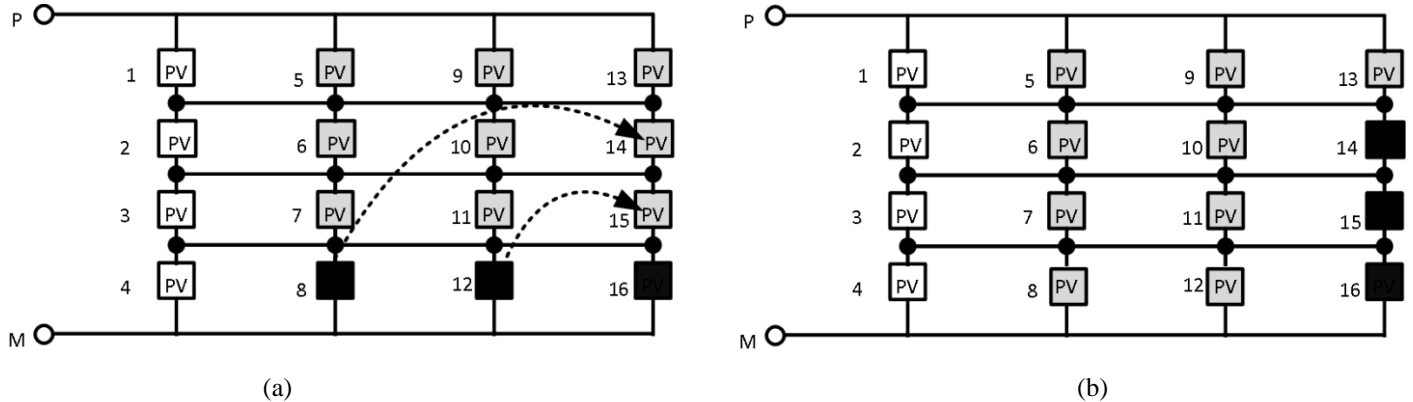 P
1 PV 5 PV 9 PV 13 PV
2 PV 6 PV 10 PV 14 PV
3 PV 7 PV 11 PV 15 PV
4 PV 8 12 16 PV
M
(a)
P
1 PV 5 PV 9 PV 13 PV
2 PV 6 PV 10 PV 14
3 PV 7 PV 11 PV 15
4 PV 8 PV 12 PV 16 PV
M
(b)